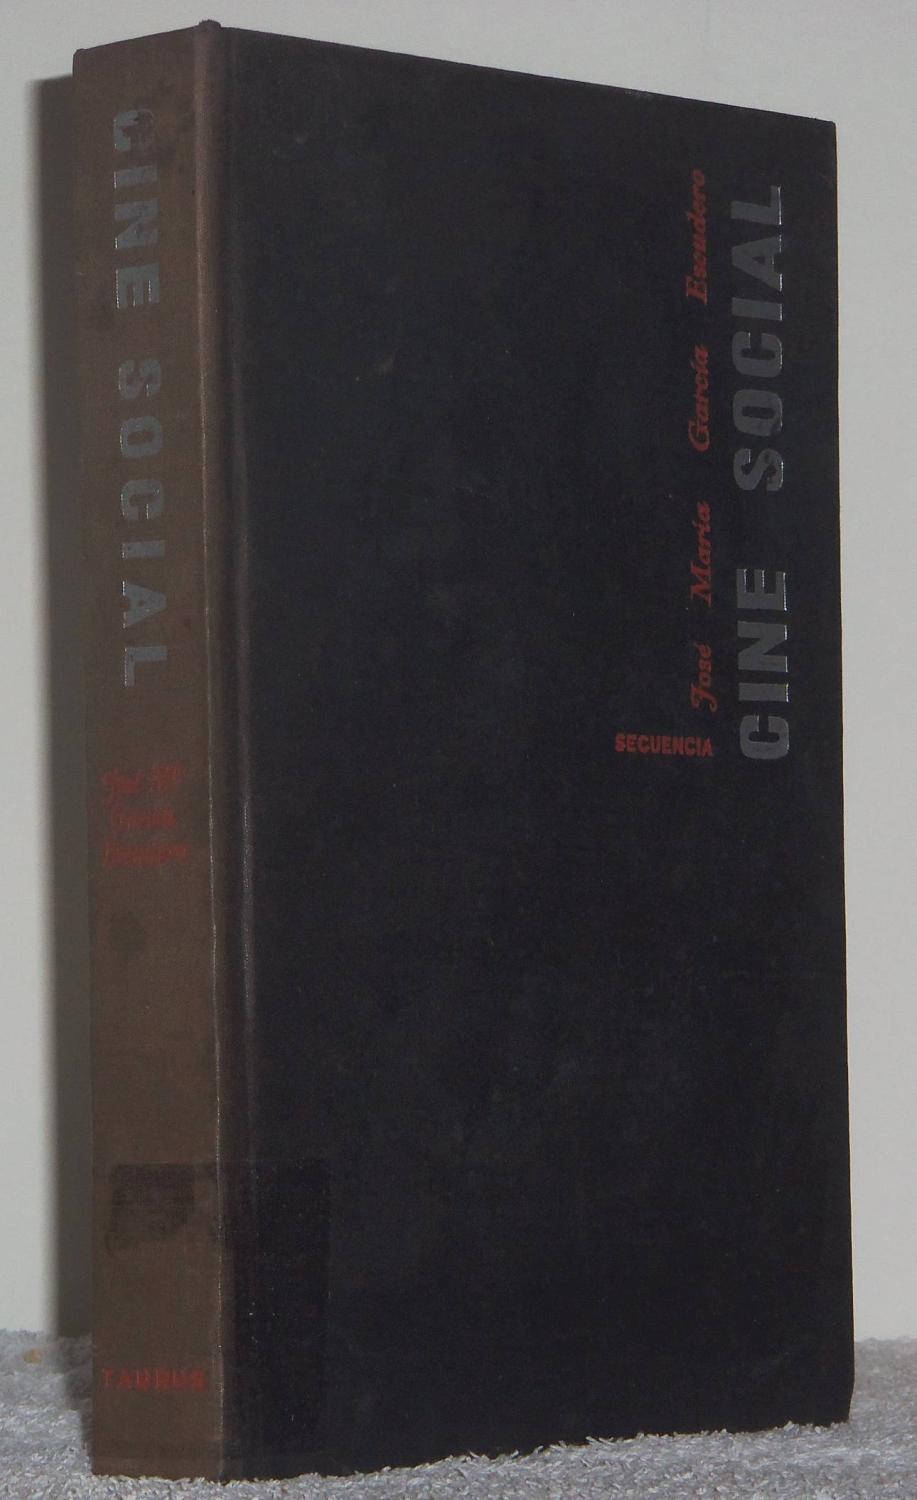 CINE SOCIAL
TAURUS
José María García Escudero
CINE SOCIAL
SECUENCIA